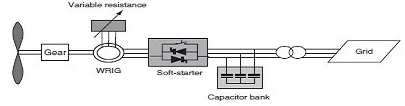 Variable resistance
Gear
WRIG
Soft-starter
Capacitor bank
Grid